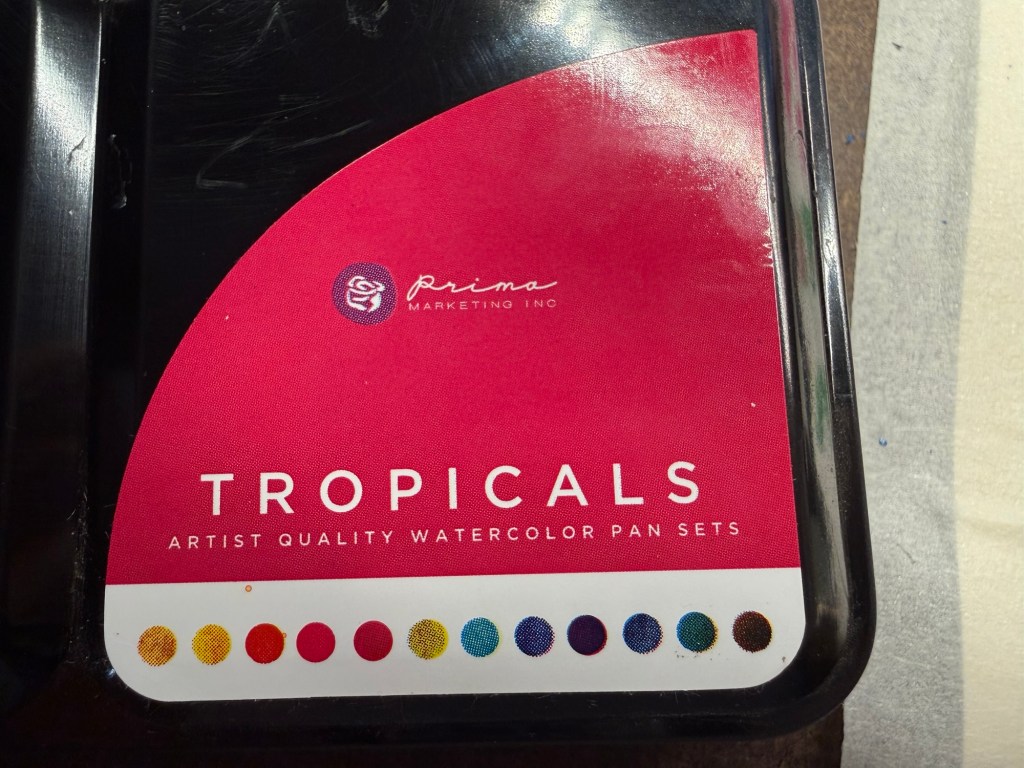 Prima
MARKETING INC
TROPICALS
ARTIST QUALITY WATERCOLOR PAN SETS